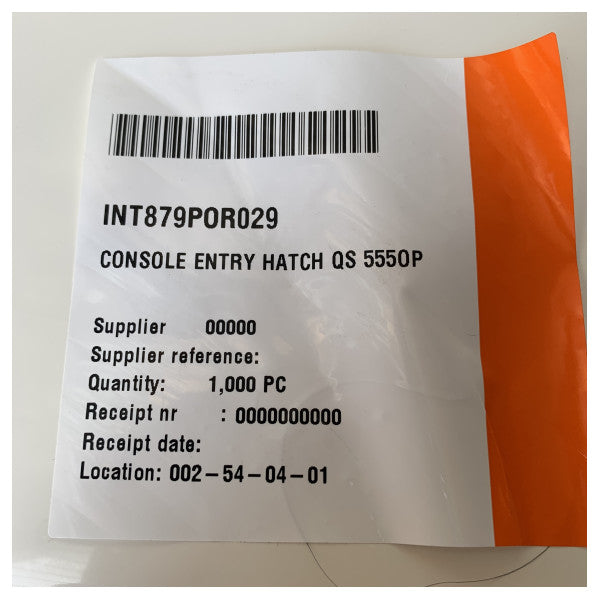 INT879POR029
CONSOLE ENTRY HATCH QS 555OP
Supplier 00000
Supplier reference:
Quantity: 1,000 PC
Receipt nr : 0000000000
Receipt date:
Location: 002-54-04-01